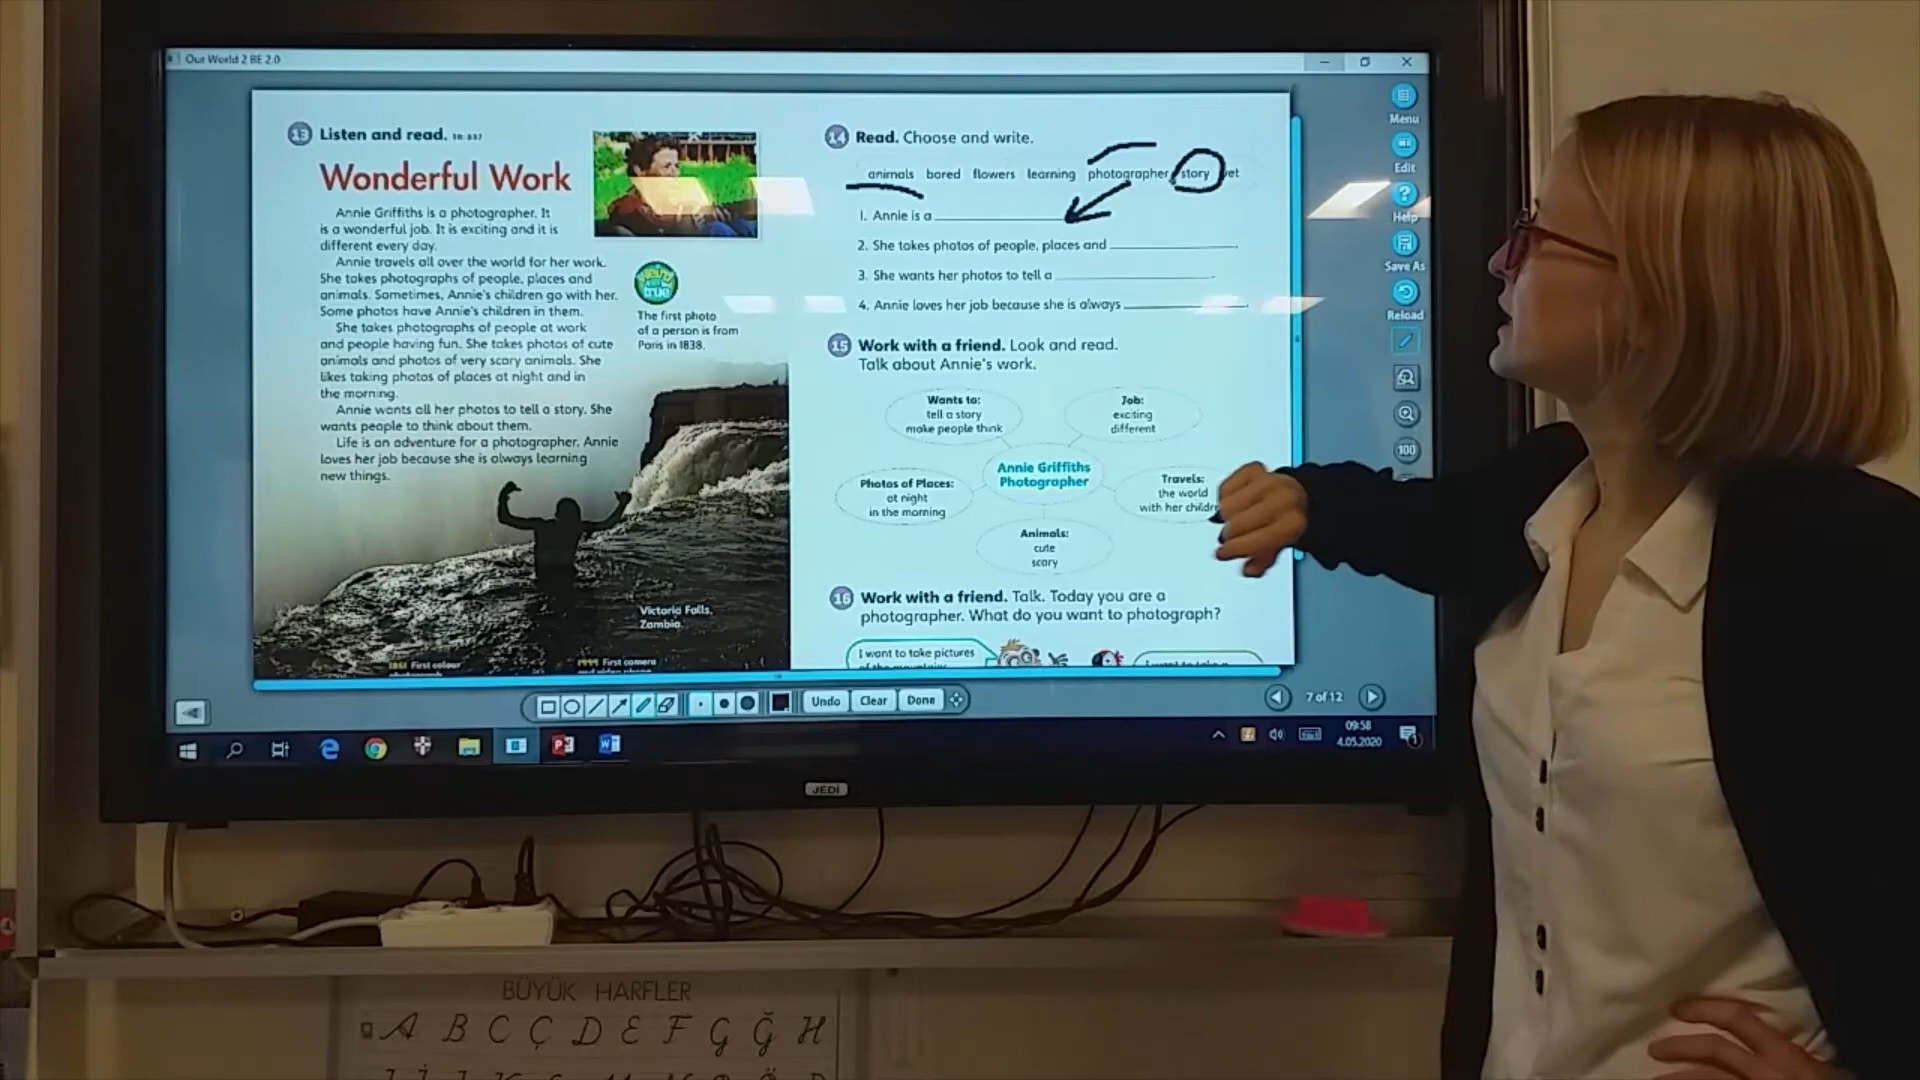 Our World 2 BE 2.0
13 Listen and read.
Wonderful Work
Annie Griffiths is a photographer. It
is a wonderful job. It is exciting and it is
different every day.
Annie travels all over the world for her work.
She takes photographs of people, places and
animals. Sometimes, Annie's children go with her.
Some photos have Annie's children in them.
She takes photographs of people at work
and people having fun. She takes photos of cute
animals and photos of very scary animals. She
likes taking photos of places at night and in
the morning.
Annie wants all her photos to tell a story. She
wants people to think about them.
Life is an adventure for a photographer. Annie
loves her job because she is always learning
new things.
Weird but true
The first photo
of a person is from
Paris in 1838.
Victoria Falls,
Zambia.
1861 First colour
1999 First camera
14 Read. Choose and write.
animals bored flowers learning photographer story
1. Annie is a
2. She takes photos of people, places and
3. She wants her photos to tell a
4. Annie loves her job because she is always
15 Work with a friend. Look and read.
Talk about Annie's work.
Wants to:
tell a story
make people think
Job:
exciting
different
Annie Griffiths
Photographer
Photos of Places:
at night
in the morning
Travels:
the world
with her
Animals:
cute
scary
16 Work with a friend. Talk. Today you are a
photographer. What do you want to photograph?
I want to take pictures
Menu
Edit
Help
Save As
Reload
100
Undo Clear Done
7 of 12
09:58
4.05.2020
JEDI
BÜYÜK HARFLER
A B C Ç D E F G Ğ H